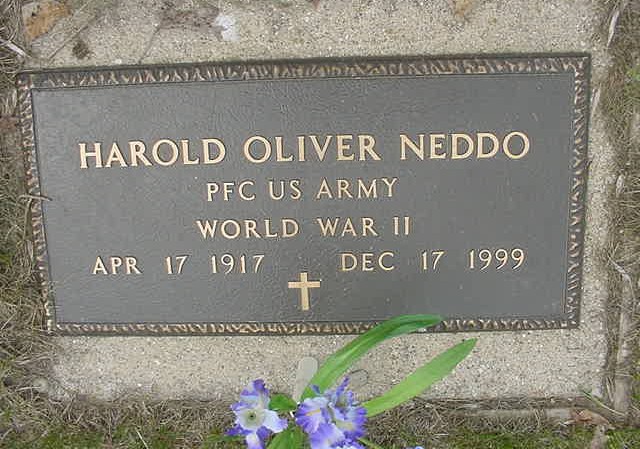 HAROLD OLIVER NEDDO
PFC US ARMY
WORLD WAR II
APR 17 1917 DEC 17 1999